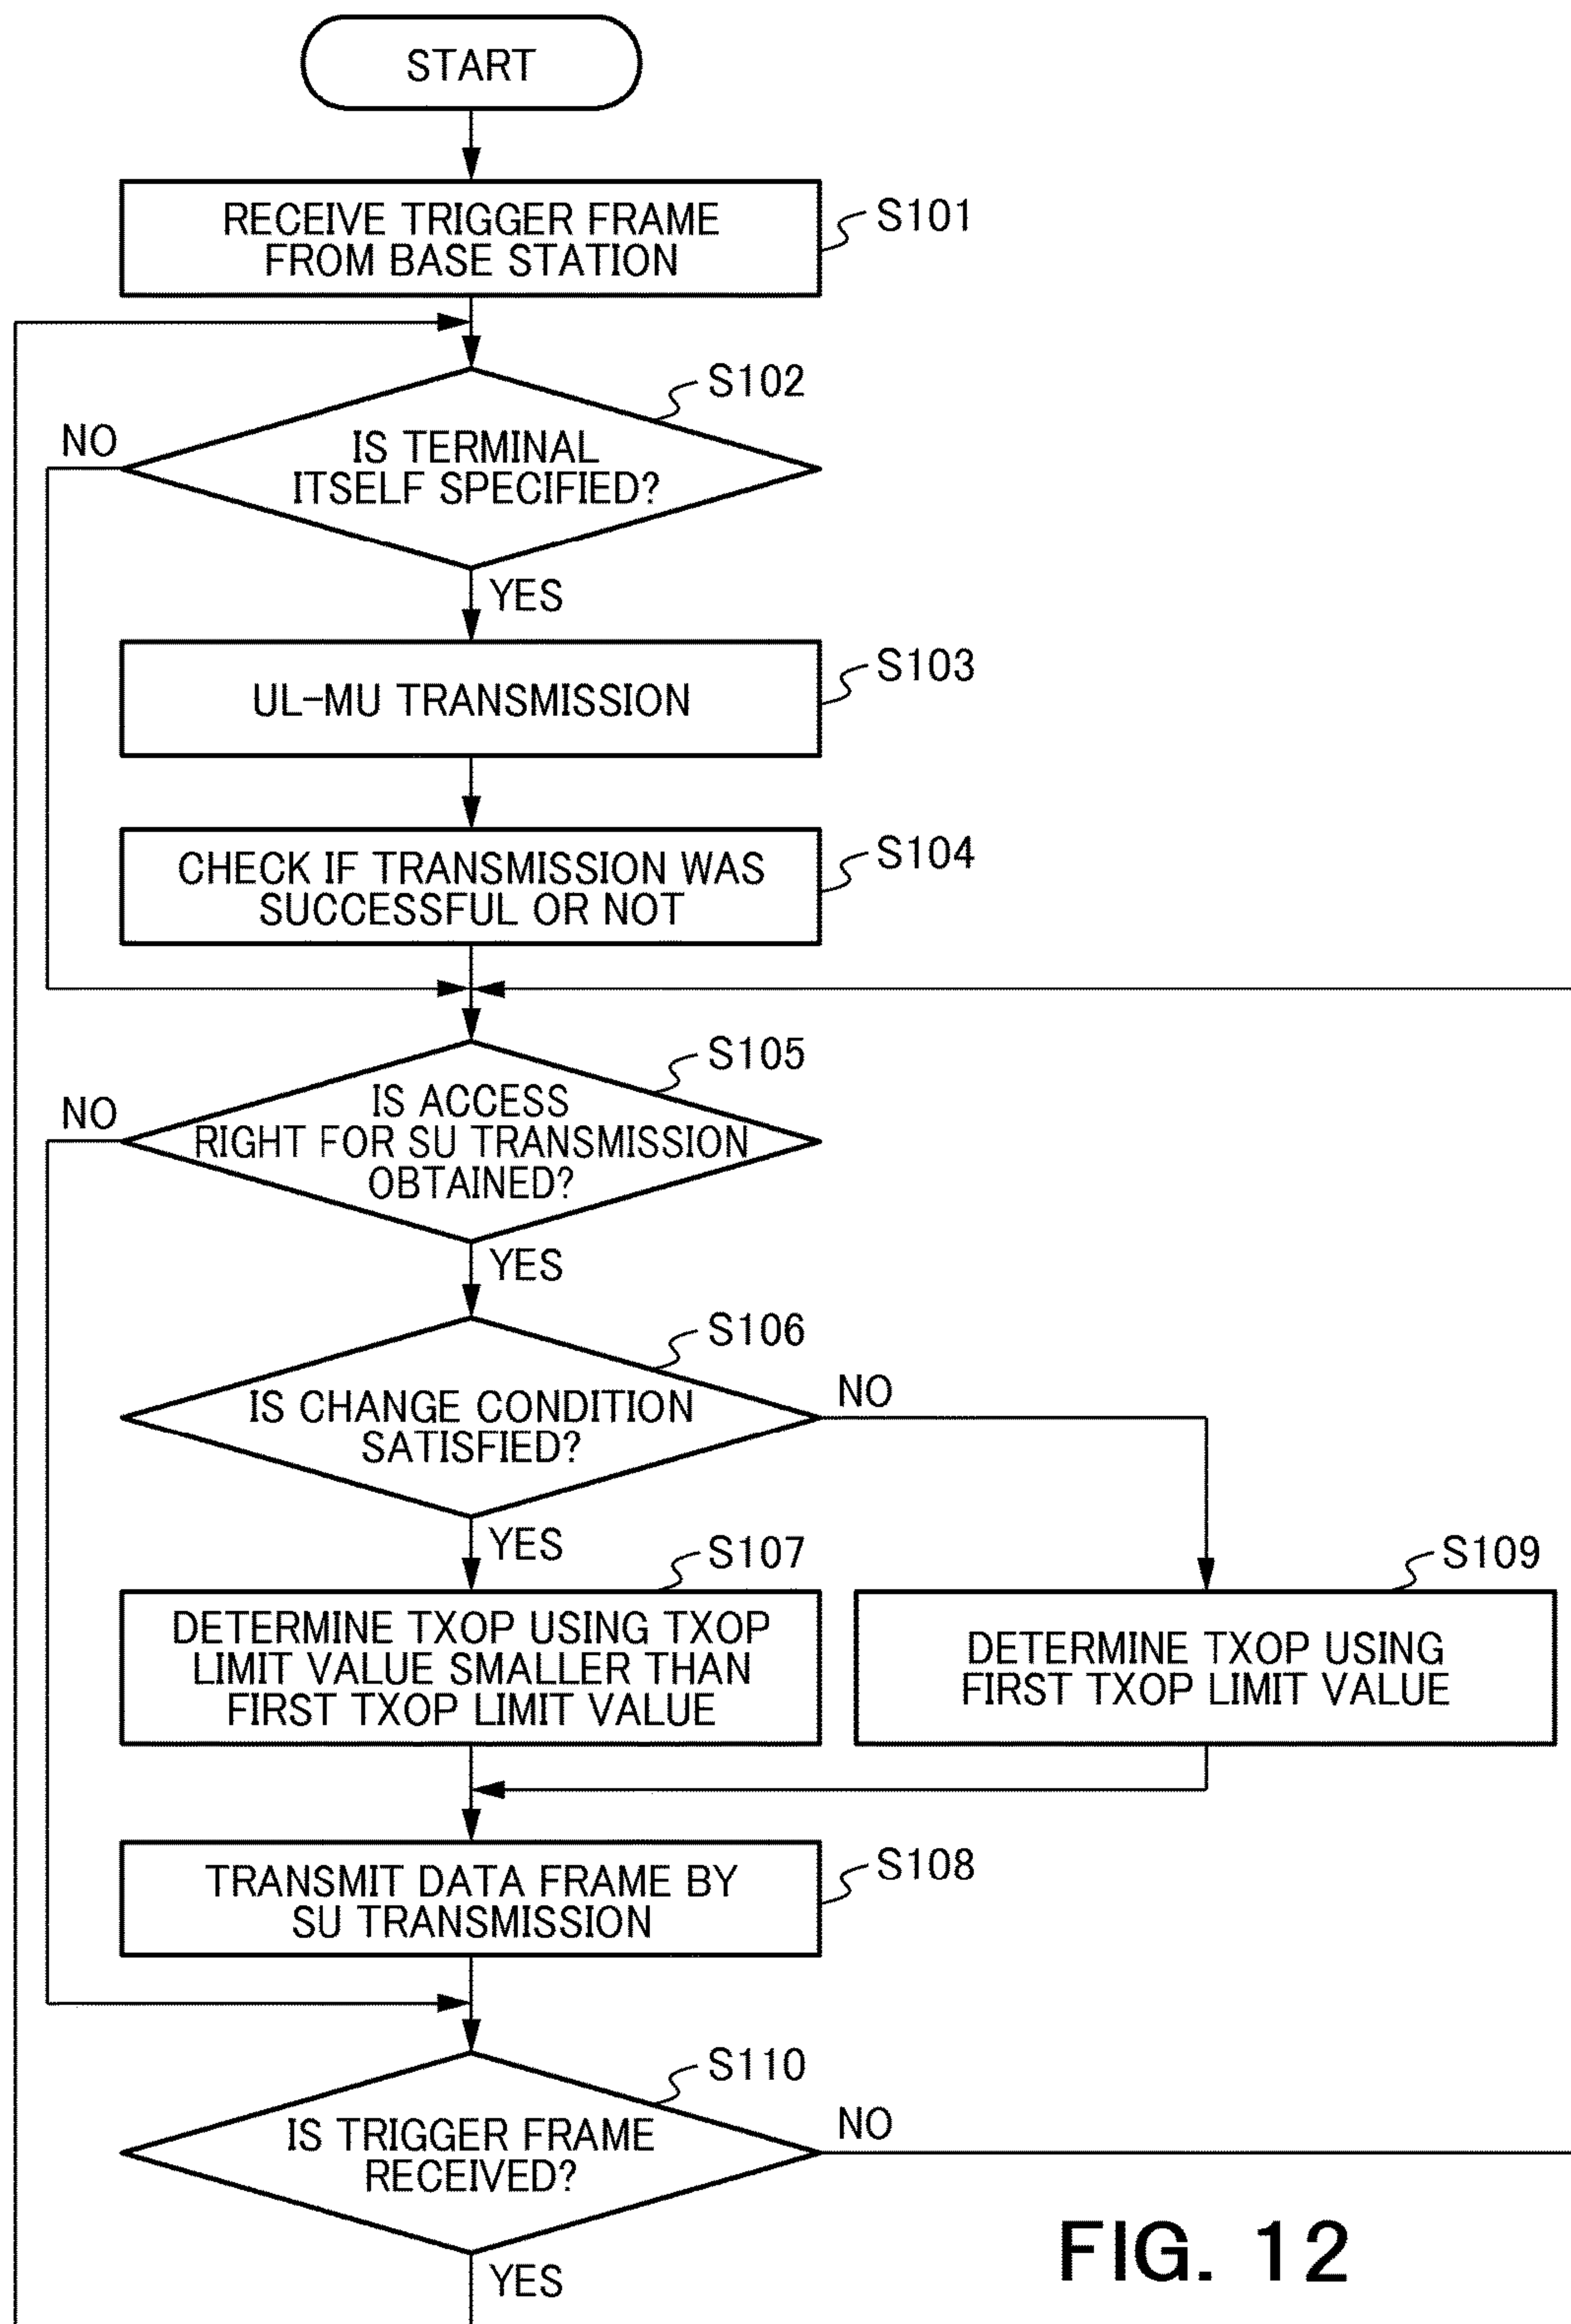 START
RECEIVE TRIGGER FRAME
FROM BASE STATION
S101
S102
NO
IS TERMINAL
ITSELF SPECIFIED?
YES
UL-MU TRANSMISSION
S103
CHECK IF TRANSMISSION WAS
SUCCESSFUL OR NOT
S104
S105
NO
IS ACCESS
RIGHT FOR SU TRANSMISSION
OBTAINED?
YES
S106
IS CHANGE CONDITION
SATISFIED?
NO
YES
S107
DETERMINE TXOP USING TXOP
LIMIT VALUE SMALLER THAN
FIRST TXOP LIMIT VALUE
S109
DETERMINE TXOP USING
FIRST TXOP LIMIT VALUE
TRANSMIT DATA FRAME BY
SU TRANSMISSION
S108
S110
IS TRIGGER FRAME
RECEIVED?
NO
YES
FIG. 12